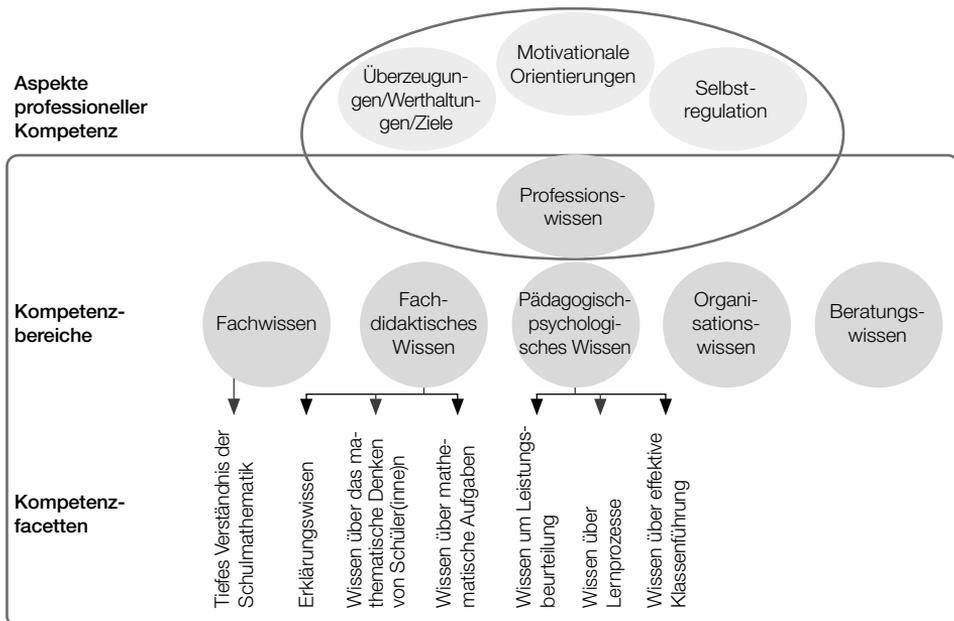 Aspekte
professioneller
Kompetenz
Überzeugun-
gen/Werthaltun-
gen/Ziele
Motivationale
Orientierungen
Selbst-
regulation
Professions-
wissen
Kompetenz-
bereiche
Fachwissen
Fach-
didaktisches
Wissen
Pädagogisch-
psychologi-
sches Wissen
Organi-
sations-
wissen
Beratungs-
wissen
Kompetenz-
facetten
Tiefes Verständnis der
Schulmathematik
Erklärungswissen
Wissen über das ma-
thematische Denken
von Schüler(inne)n
Wissen über mathe-
matische Aufgaben
Wissen um Leistungs-
beurteilung
Wissen über
Lernprozesse
Wissen über effektive
Klassenführung